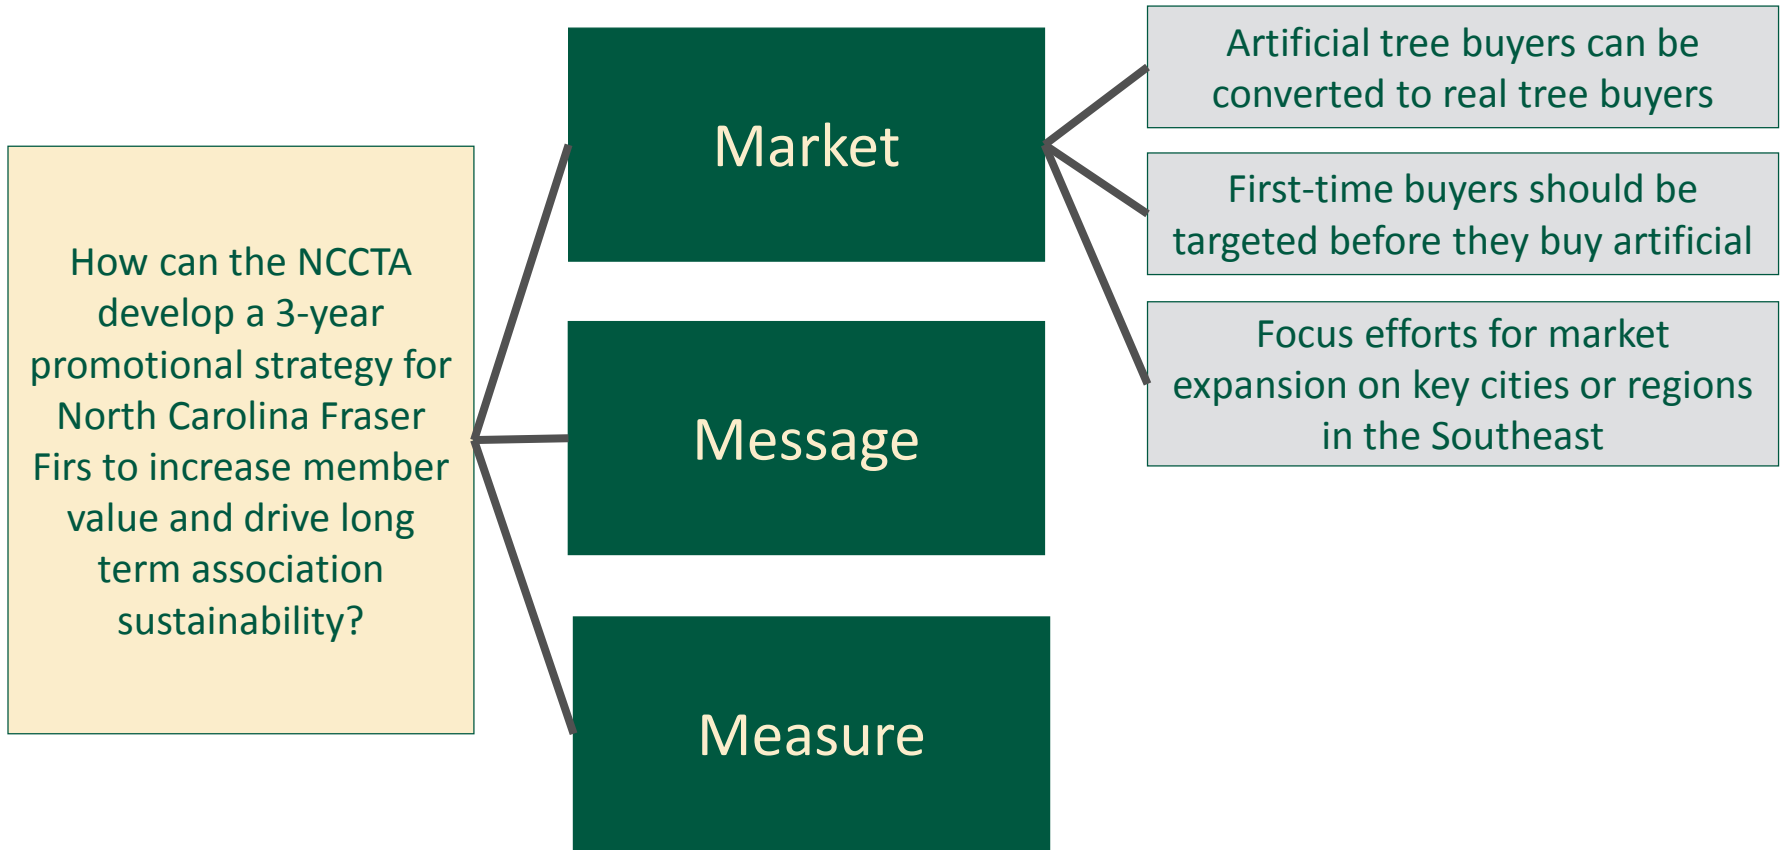 How can the NCCTA
develop a 3-year
promotional strategy for
North Carolina Fraser
Firs to increase member
value and drive long
term association
sustainability?
Market
Message
Measure
Artificial tree buyers can be
converted to real tree buyers
First-time buyers should be
targeted before they buy artificial
Focus efforts for market
expansion on key cities or regions
in the Southeast